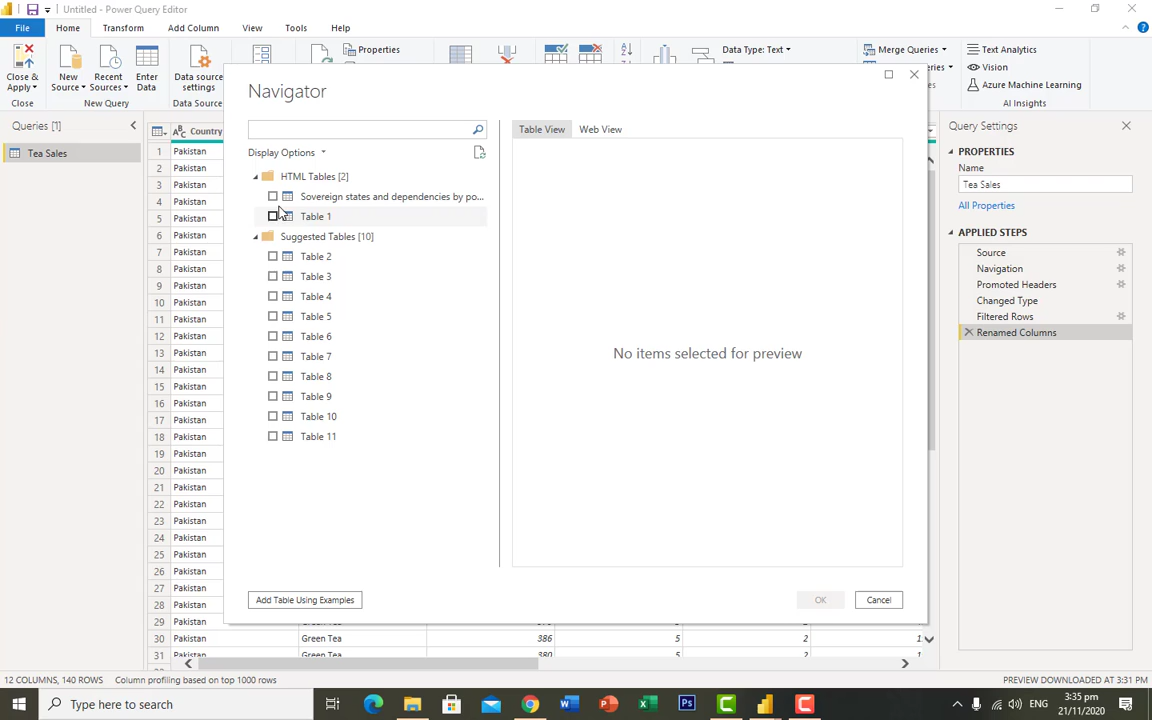 Untitled - Power Query Editor
File Home Transform Add Column View Tools Help
Close & Apply
New Source
Recent Sources
Enter Data
Data source settings
Properties
Data Type: Text
Merge Queries
Text Analytics
Vision
Azure Machine Learning
Close
New Query
Data Source
AI Insights
Queries [1]
Tea Sales
Country
1 Pakistan
2 Pakistan
3 Pakistan
4 Pakistan
5 Pakistan
6 Pakistan
7 Pakistan
8 Pakistan
9 Pakistan
10 Pakistan
11 Pakistan
12 Pakistan
13 Pakistan
14 Pakistan
15 Pakistan
16 Pakistan
17 Pakistan
18 Pakistan
19 Pakistan
20 Pakistan
21 Pakistan
22 Pakistan
23 Pakistan
24 Pakistan
25 Pakistan
26 Pakistan
27 Pakistan
28 Pakistan
29 Pakistan
30 Pakistan Green Tea 386 5 2
31 Pakistan Green Tea 380 5 2
Navigator
Display Options
HTML Tables [2]
Sovereign states and dependencies by po...
Table 1
Suggested Tables [10]
Table 2
Table 3
Table 4
Table 5
Table 6
Table 7
Table 8
Table 9
Table 10
Table 11
Table View Web View
No items selected for preview
Add Table Using Examples
OK Cancel
Query Settings
PROPERTIES
Name
Tea Sales
All Properties
APPLIED STEPS
Source
Navigation
Promoted Headers
Changed Type
Filtered Rows
Renamed Columns
12 COLUMNS, 140 ROWS Column profiling based on top 1000 rows
PREVIEW DOWNLOADED AT 3:31 PM
Type here to search
ENG
3:35 pm
21/11/2020